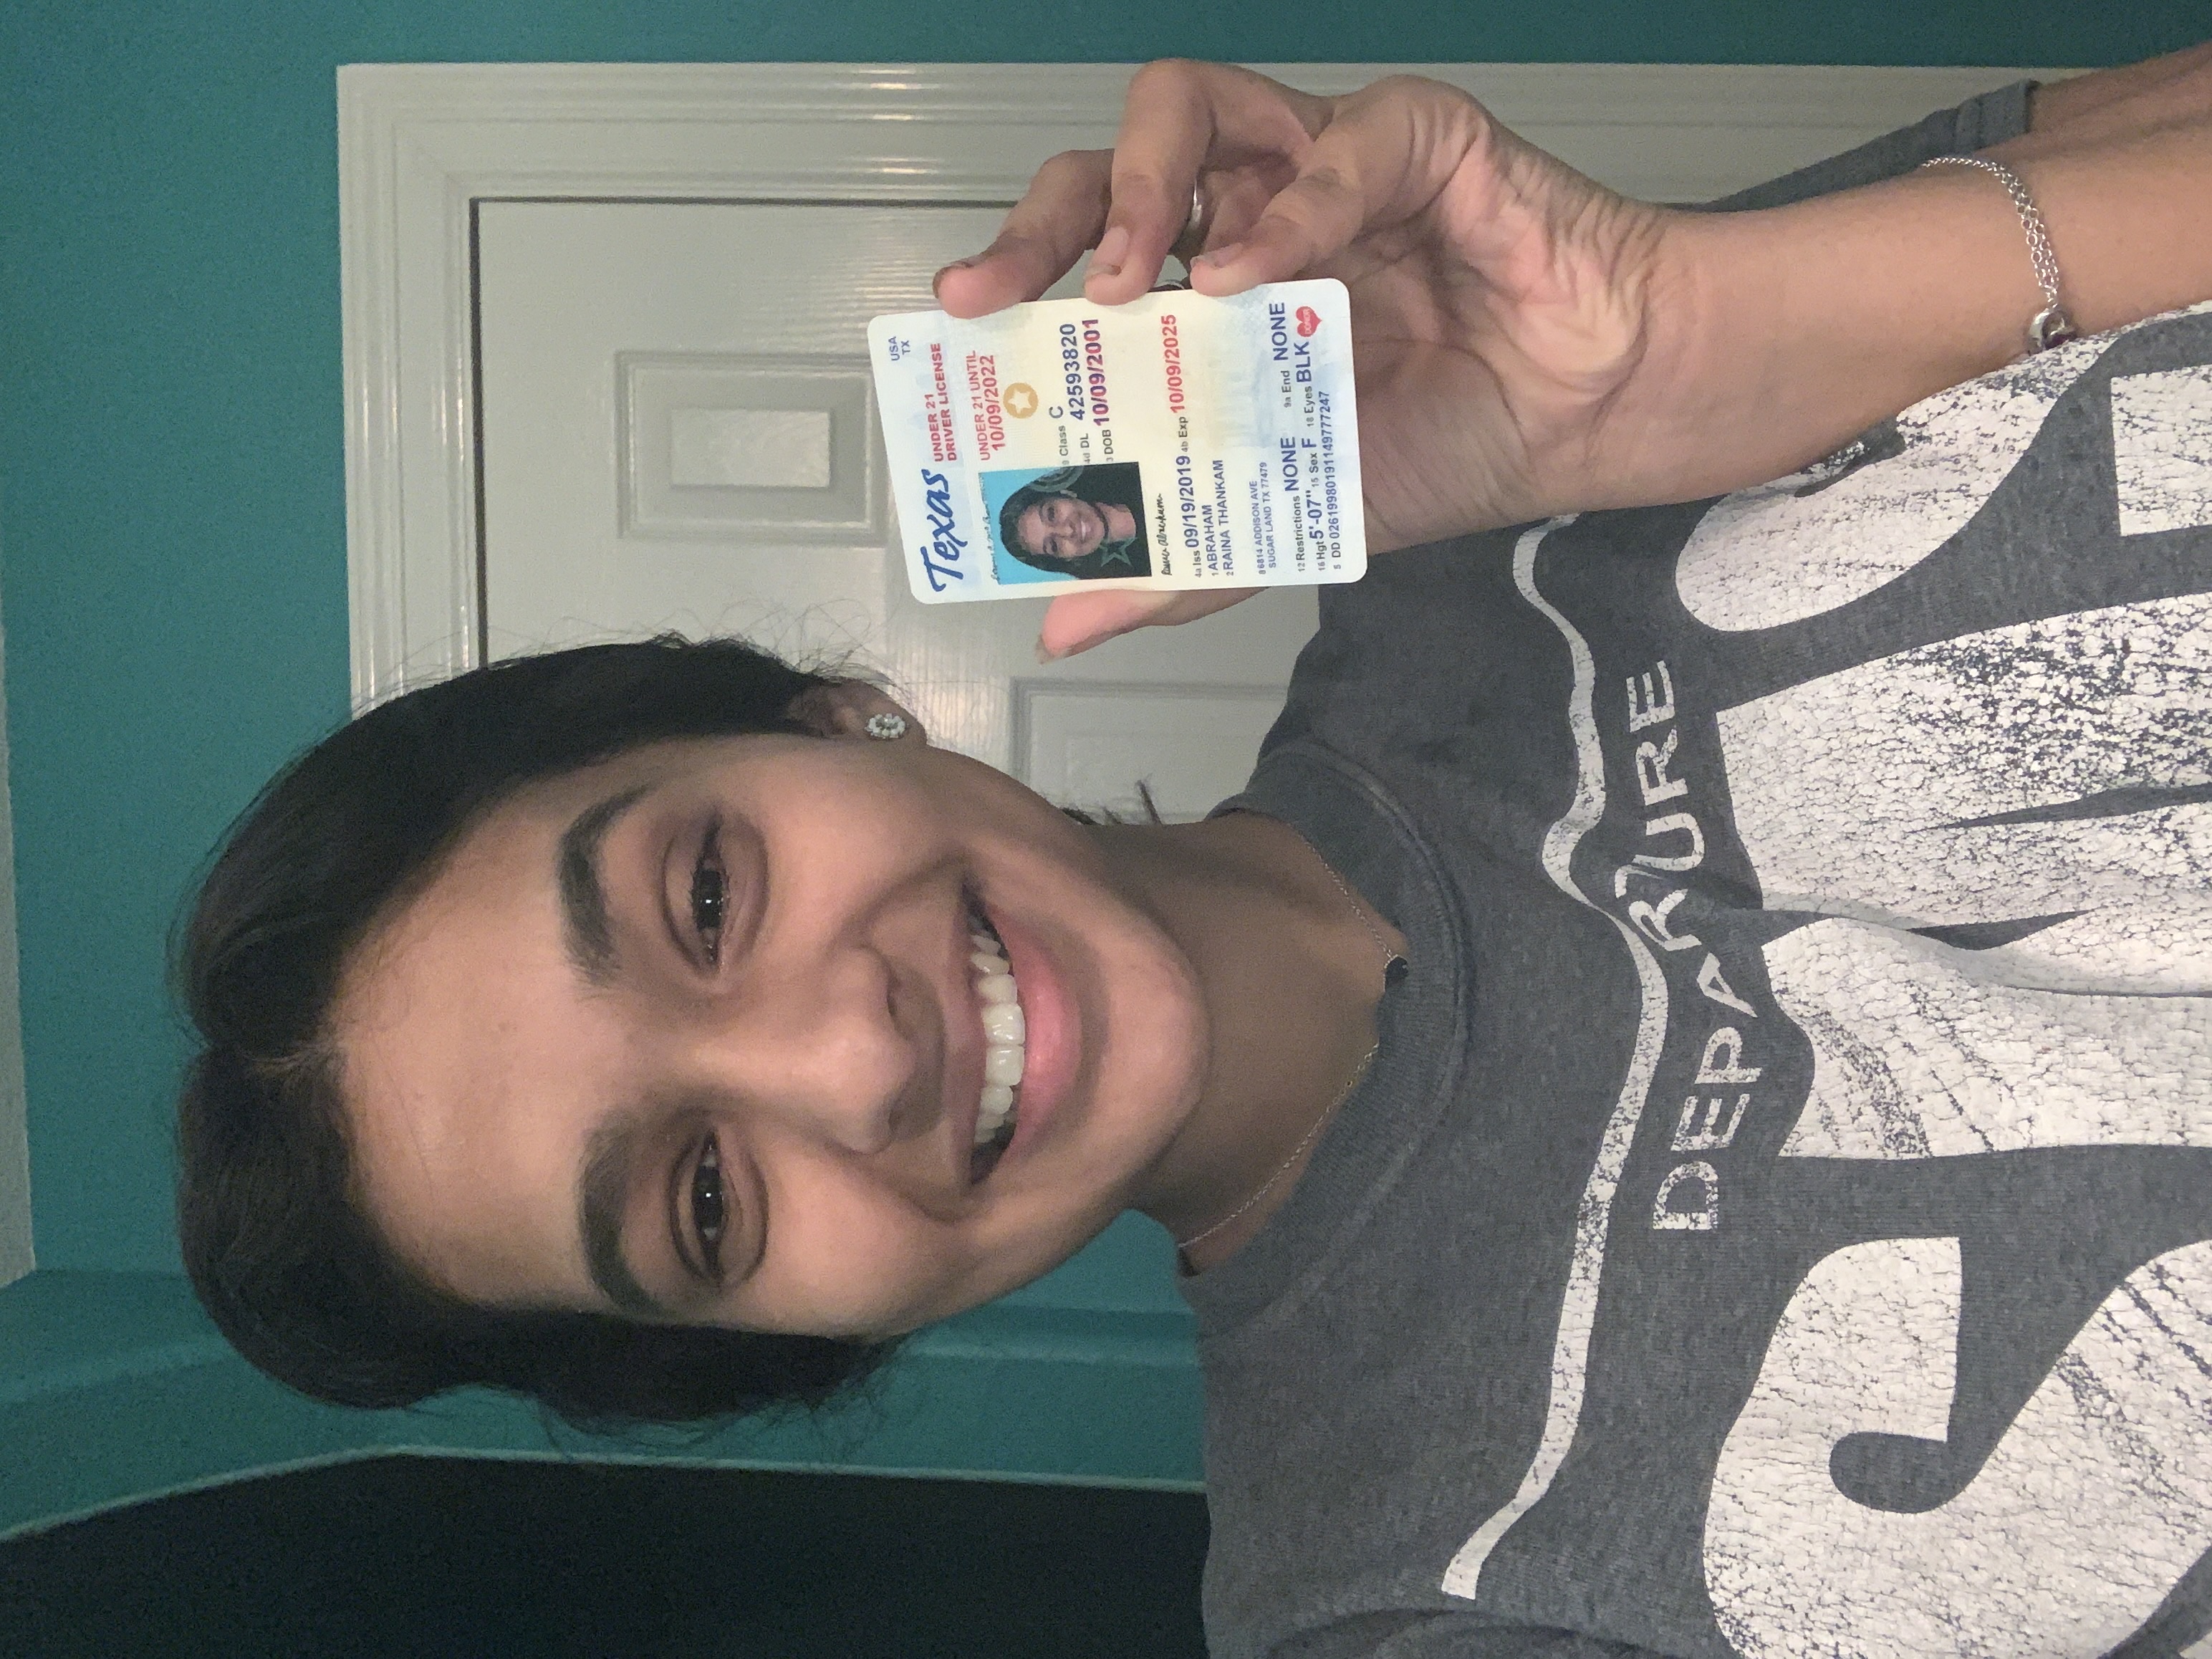 USA
TX
Texas UNDER 21
DRIVER LICENSE
UNDER 21 UNTIL
10/09/2022
9 Class C
4d DL 42593820
3 DOB 10/09/2001
4a Iss 09/19/2019 4b Exp 10/09/2025
1 ABRAHAM
2 RAINA THANKAM
8 6814 ADDISON AVE
SUGAR LAND TX 77479
12 Restrictions NONE 9a End NONE
16 Hgt 5'-07" 15 Sex F 18 Eyes BLK DONOR
5 DD 02619980191149777247
DEPARTURE